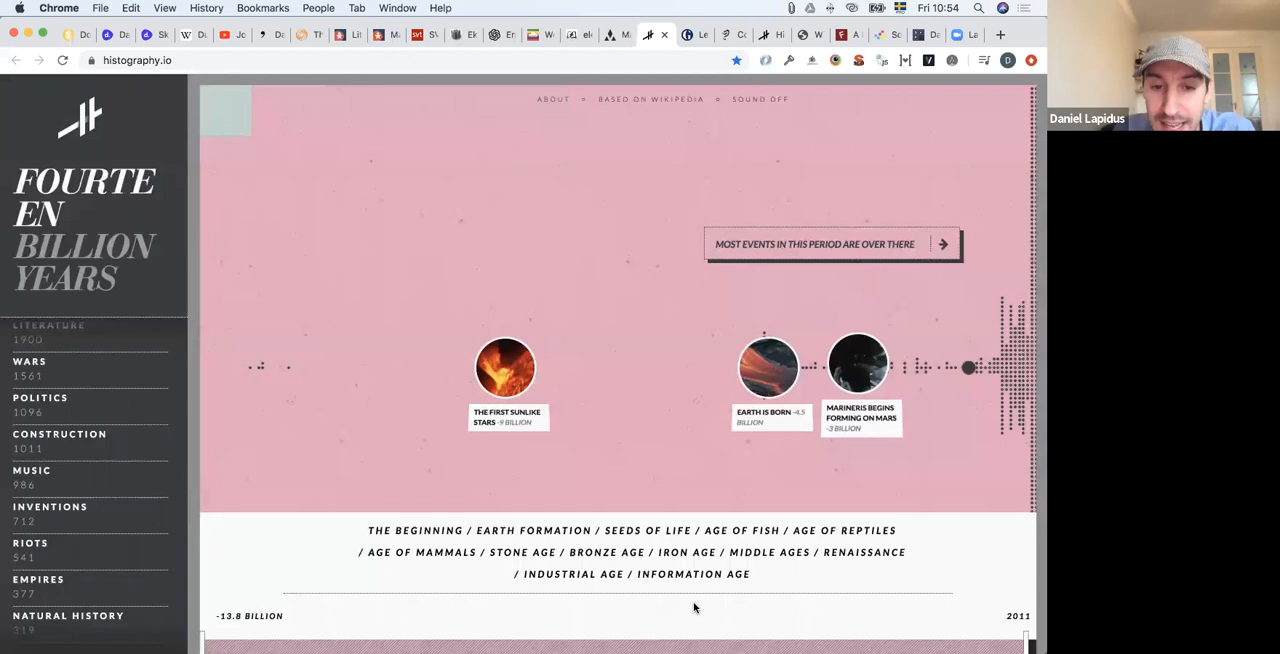 Chrome File Edit View History Bookmarks People Tab Window Help Fri 10:54
histography.io
D
ABOUT BASED ON WIKIPEDIA SOUND OFF
FOURTE
EN
BILLION
YEARS
MOST EVENTS IN THIS PERIOD ARE OVER THERE
Daniel Lapidus
LITERATURE
1900
WARS
1561
POLITICS
1096
CONSTRUCTION
1011
MUSIC
986
INVENTIONS
712
RIOTS
541
EMPIRES
377
NATURAL HISTORY
319
THE FIRST SUNLIKE
STARS -9 BILLION
EARTH IS BORN -4.5
BILLION
MARINERIS BEGINS
FORMING ON MARS
-3 BILLION
THE BEGINNING / EARTH FORMATION / SEEDS OF LIFE / AGE OF FISH / AGE OF REPTILES
/ AGE OF MAMMALS / STONE AGE / BRONZE AGE / IRON AGE / MIDDLE AGES / RENAISSANCE
/ INDUSTRIAL AGE / INFORMATION AGE
-13.8 BILLION 2011